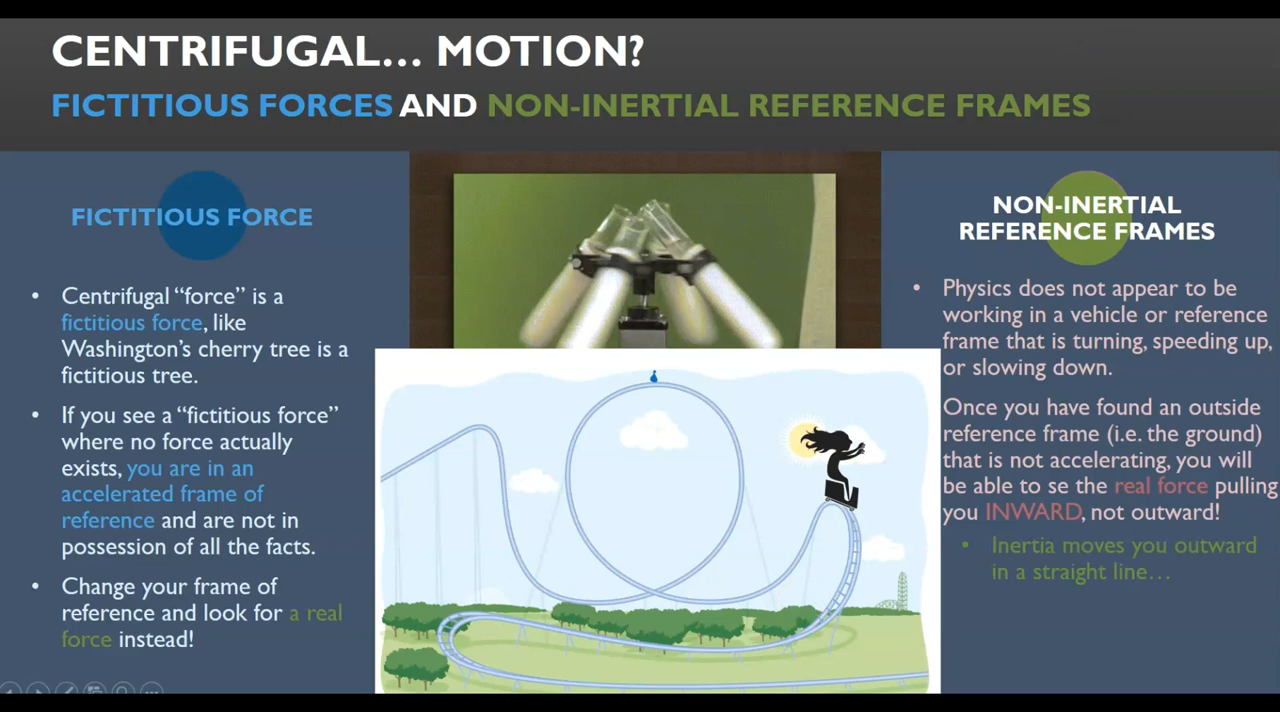 CENTRIFUGAL... MOTION?
FICTITIOUS FORCES AND NON-INERTIAL REFERENCE FRAMES
FICTITIOUS FORCE
• Centrifugal “force” is a
fictitious force, like
Washington’s cherry tree is a
fictitious tree.
• If you see a “fictitious force”
where no force actually
exists, you are in an
accelerated frame of
reference and are not in
possession of all the facts.
• Change your frame of
reference and look for a real
force instead!
NON-INERTIAL
REFERENCE FRAMES
• Physics does not appear to be
working in a vehicle or reference
frame that is turning, speeding up,
or slowing down.
Once you have found an outside
reference frame (i.e. the ground)
that is not accelerating, you will
be able to se the real force pulling
you INWARD, not outward!
• Inertia moves you outward
in a straight line...